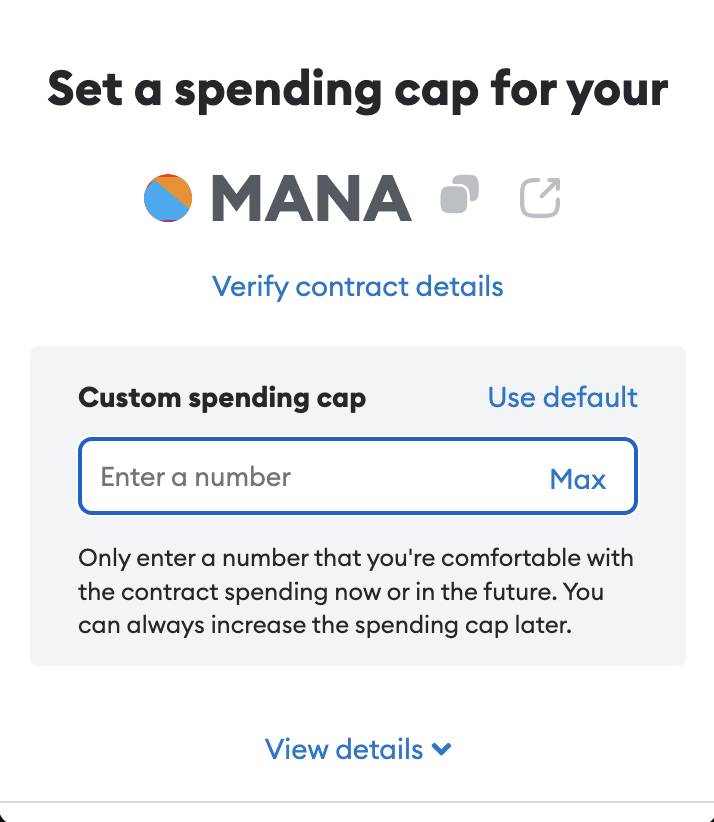 Set a spending cap for your
MANA
Verify contract details
Custom spending cap
Use default
Enter a number
Max
Only enter a number that you're comfortable with
the contract spending now or in the future. You
can always increase the spending cap later.
View details